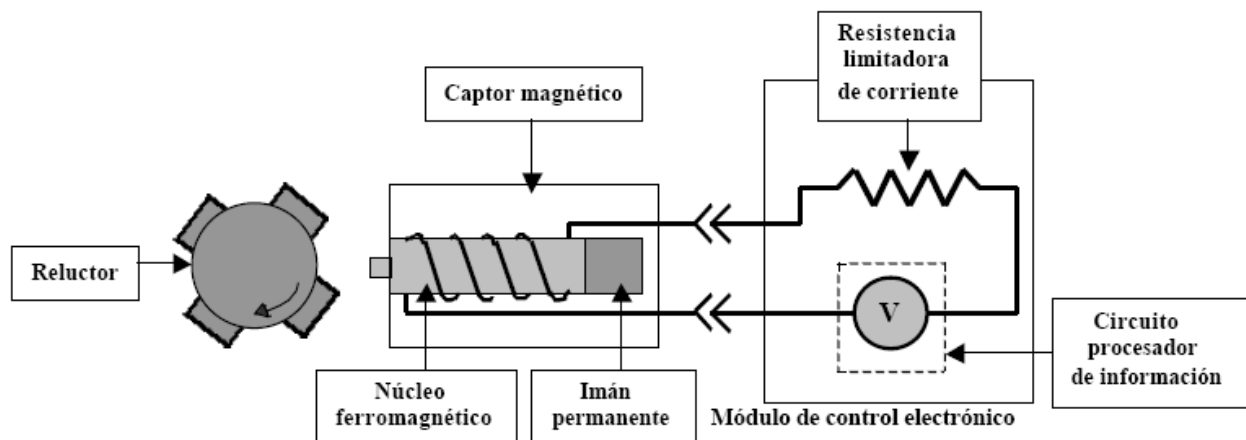 Resistencia
limitadora
de corriente
Captor magnético
Reluctor
V
Circuito
procesador
de información
Núcleo
ferromagnético
Imán
permanente
Módulo de control electrónico